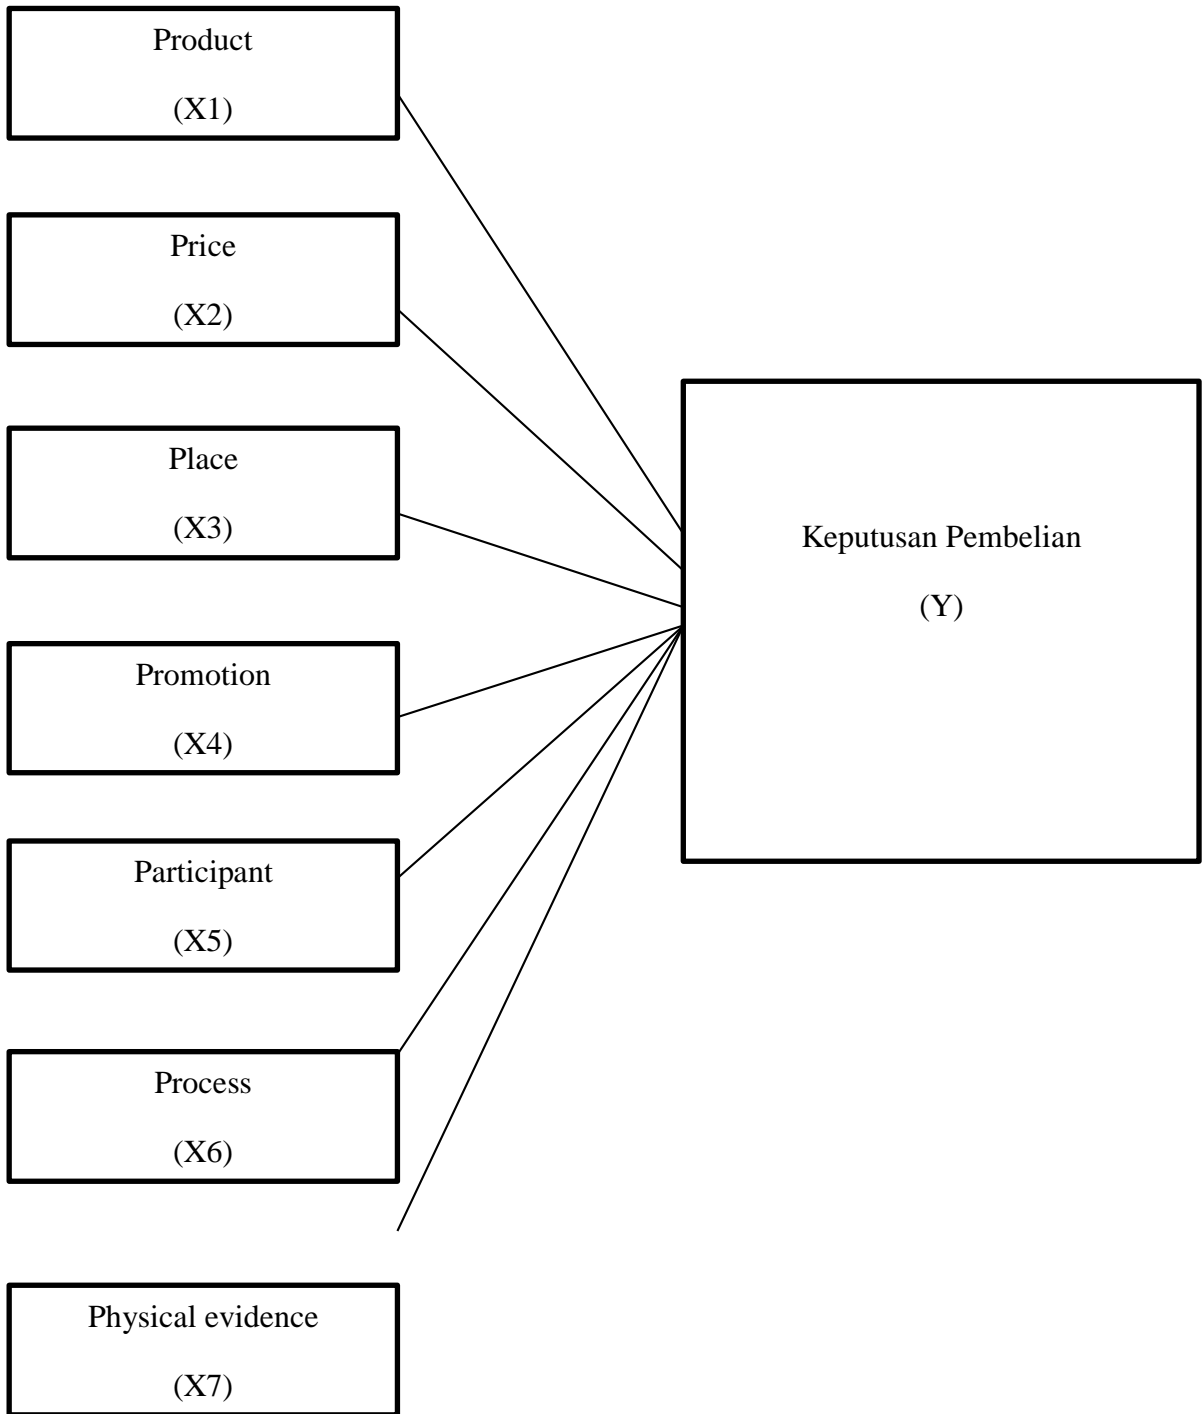 Product
(X1)
Price
(X2)
Place
(X3)
Keputusan Pembelian
(Y)
Promotion
(X4)
Participant
(X5)
Process
(X6)
Physical evidence
(X7)